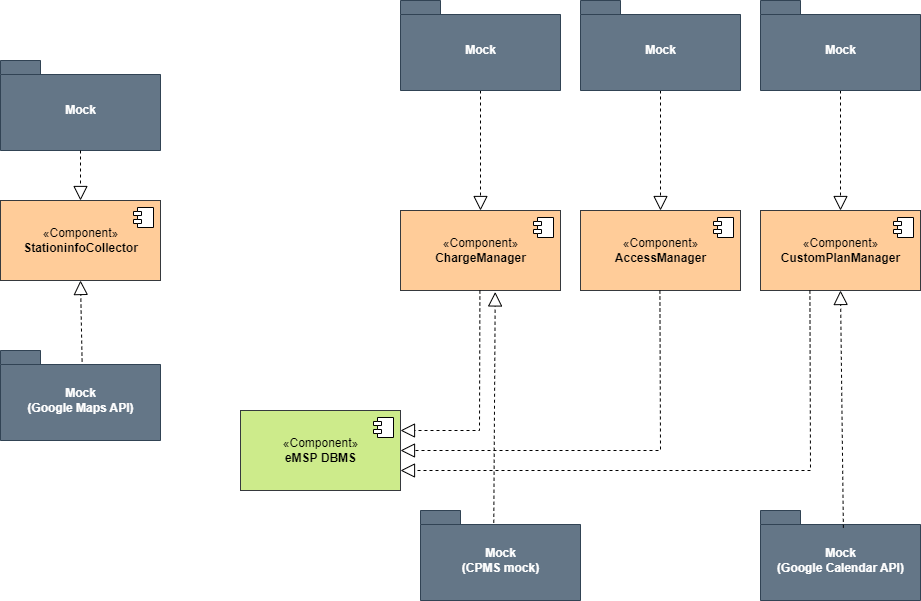 Mock
Mock
Mock
Mock
«Component»
StationinfoCollector
«Component»
ChargeManager
«Component»
AccessManager
«Component»
CustomPlanManager
Mock
(Google Maps API)
«Component»
eMSP DBMS
Mock
(CPMS mock)
Mock
(Google Calendar API)